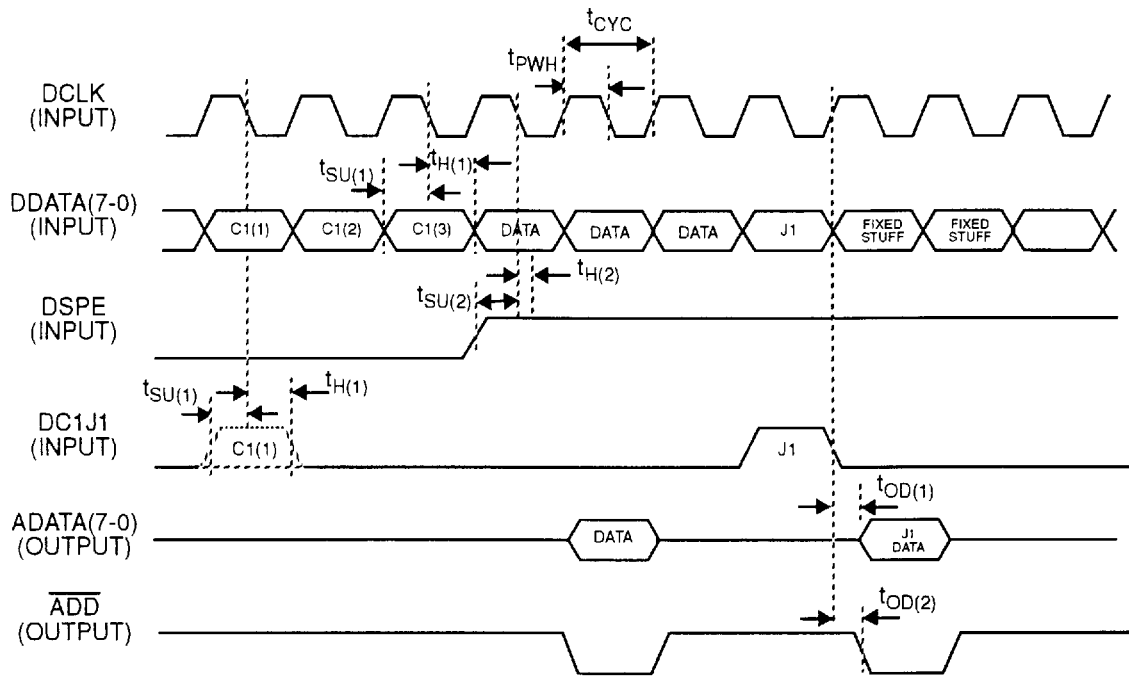 tCYC
tPWH
DCLK
(INPUT)
tSU(1)
tH(1)
DDATA(7-0)
(INPUT)
C1(1) C1(2) C1(3) DATA DATA DATA J1 FIXED STUFF FIXED STUFF
tH(2)
tSU(2)
DSPE
(INPUT)
tSU(1)
tH(1)
DC1J1
(INPUT)
C1(1) J1
tOD(1)
ADATA(7-0)
(OUTPUT)
DATA
J1
DATA
tOD(2)
ADD
(OUTPUT)